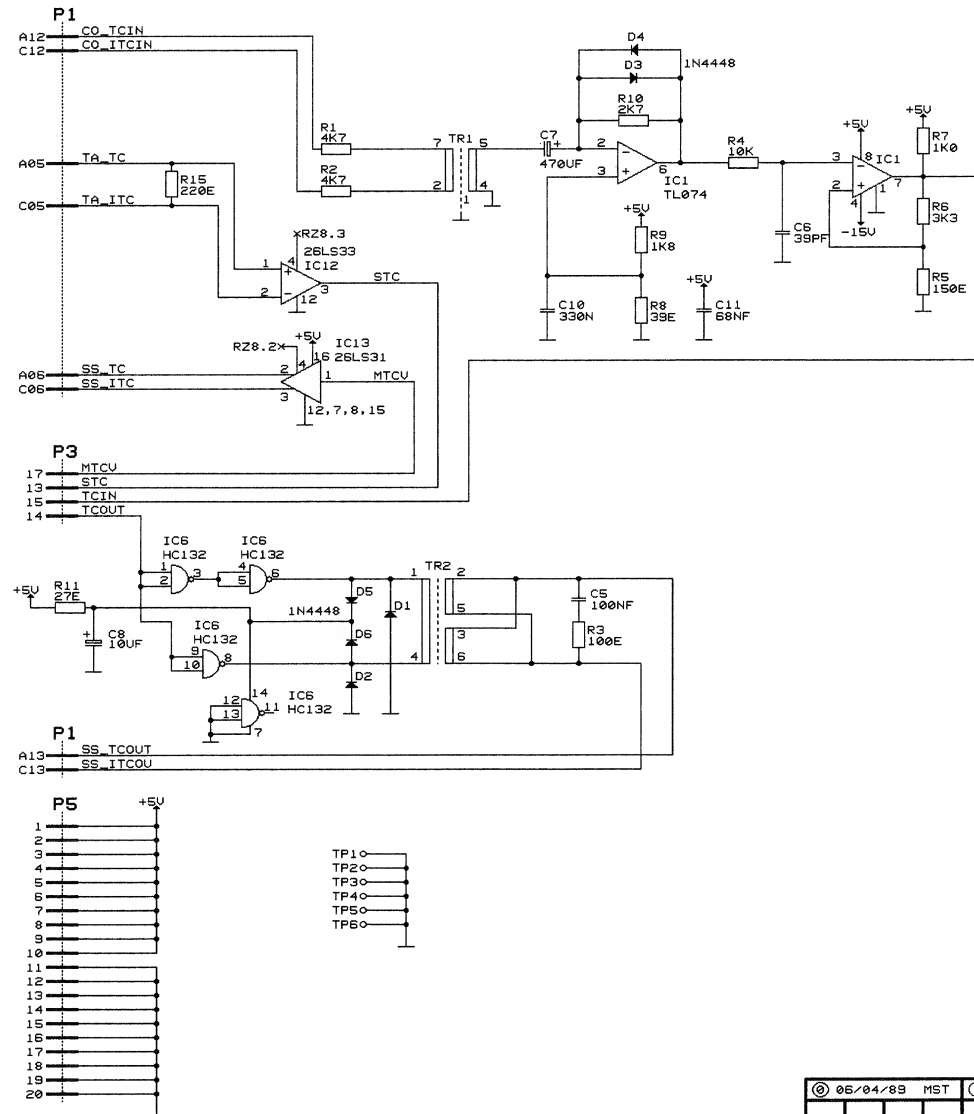 P1
A12 CO_TCIN
C12 CO_ITCIN
D4
D3
1N4448
R10
2K7
R1
4K7
TR1
7
5
C7
+
470UF
2
−
3
+
6
IC1
TL074
R4
10K
+5V
R7
1K0
8
3
−
IC1
7
2
+
4
1
-15V
R6
3K3
A05 TA_TC
R15
220E
C05 TA_ITC
R2
4K7
2
4
1
C6
39PF
+5V
R9
1K8
R5
150E
×RZ8.3
26LS33
IC12
4
1
+
2
−
3
12
STC
C10
330N
R8
39E
+5V
C11
68NF
RZ8.2×
+5V
IC13
26LS31
16
4
A06 SS_TC
2
1
MTCV
C06 SS_ITC
3
12,7,8,15
P3
17 MTCV
13 STC
15 TCIN
14 TCOUT
IC6
HC132
IC6
HC132
1
2
3
4
5
6
TR2
1
2
5
3
4
6
C5
100NF
R3
100E
+5V
R11
27E
1N4448
D5
D1
D6
D2
+
C8
10UF
IC6
HC132
9
10
8
14
IC6
HC132
12
13
11
7
P1
A13 SS_TCOUT
C13 SS_ITCOU
P5
+5V
1
2
3
4
5
6
7
8
9
10
11
12
13
14
15
16
17
18
19
20
TP1
TP2
TP3
TP4
TP5
TP6
⓪ 06/04/89 MST